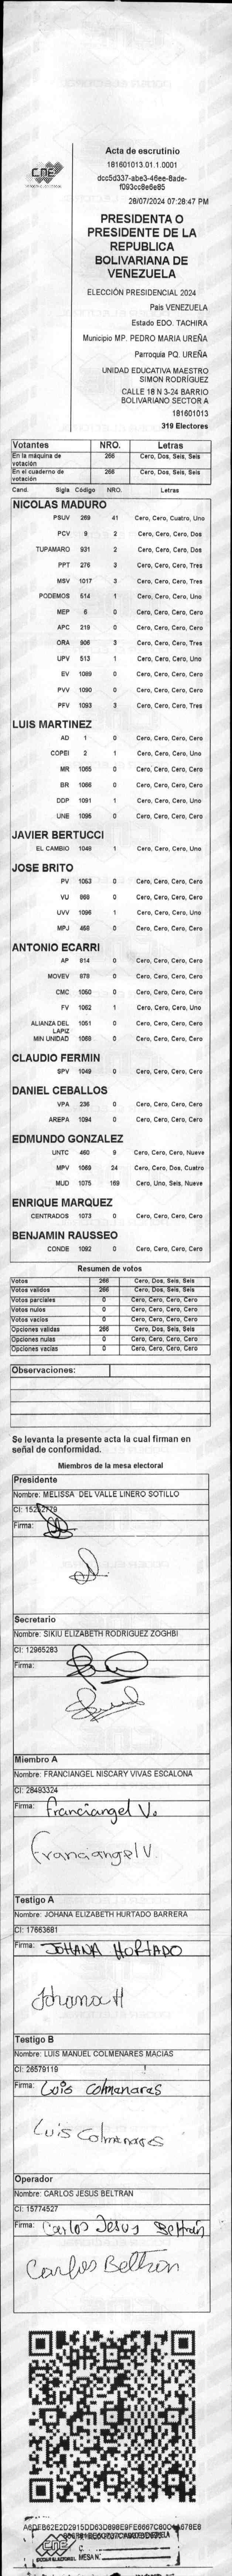 CNE
Acta de escrutinio
181601013.01.1.0001
dcc5d337-abe3-46ee-8ade-
f093cc8e6e85
28/07/2024 07:28:47 PM
PRESIDENTA O
PRESIDENTE DE LA
REPUBLICA
BOLIVARIANA DE
VENEZUELA
ELECCIÓN PRESIDENCIAL 2024
Pais VENEZUELA
Estado EDO. TACHIRA
Municipio MP. PEDRO MARIA UREÑA
Parroquia PQ. UREÑA
UNIDAD EDUCATIVA MAESTRO
SIMON RODRÍGUEZ
CALLE 18 N 3-24 BARRIO
BOLIVARIANO SECTOR A
181601013
319 Electores
Votantes NRO. Letras
En la máquina de votación 266 Cero, Dos, Seis, Seis
En el cuaderno de votación 266 Cero, Dos, Seis, Seis
Cand. Sigla Código NRO. Letras
NICOLAS MADURO
PSUV 269 41 Cero, Cero, Cuatro, Uno
PCV 9 2 Cero, Cero, Cero, Dos
TUPAMARO 931 2 Cero, Cero, Cero, Dos
PPT 276 3 Cero, Cero, Cero, Tres
MSV 1017 3 Cero, Cero, Cero, Tres
PODEMOS 514 1 Cero, Cero, Cero, Uno
MEP 6 0 Cero, Cero, Cero, Cero
APC 219 0 Cero, Cero, Cero, Cero
ORA 906 3 Cero, Cero, Cero, Tres
UPV 513 1 Cero, Cero, Cero, Uno
EV 1089 0 Cero, Cero, Cero, Cero
PVV 1090 0 Cero, Cero, Cero, Cero
PFV 1093 3 Cero, Cero, Cero, Tres
LUIS MARTINEZ
AD 1 0 Cero, Cero, Cero, Cero
COPEI 2 1 Cero, Cero, Cero, Uno
MR 1065 0 Cero, Cero, Cero, Cero
BR 1066 0 Cero, Cero, Cero, Cero
DDP 1091 1 Cero, Cero, Cero, Uno
UNE 1095 0 Cero, Cero, Cero, Cero
JAVIER BERTUCCI
EL CAMBIO 1048 1 Cero, Cero, Cero, Uno
JOSE BRITO
PV 1053 0 Cero, Cero, Cero, Cero
VU 868 0 Cero, Cero, Cero, Cero
UVV 1096 1 Cero, Cero, Cero, Uno
MPJ 458 0 Cero, Cero, Cero, Cero
ANTONIO ECARRI
AP 814 0 Cero, Cero, Cero, Cero
MOVEV 878 0 Cero, Cero, Cero, Cero
CMC 1050 0 Cero, Cero, Cero, Cero
FV 1062 1 Cero, Cero, Cero, Uno
ALIANZA DEL LAPIZ 1051 0 Cero, Cero, Cero, Cero
MIN UNIDAD 1068 0 Cero, Cero, Cero, Cero
CLAUDIO FERMIN
SPV 1049 0 Cero, Cero, Cero, Cero
DANIEL CEBALLOS
VPA 236 0 Cero, Cero, Cero, Cero
AREPA 1094 0 Cero, Cero, Cero, Cero
EDMUNDO GONZALEZ
UNTC 460 9 Cero, Cero, Cero, Nueve
MPV 1069 24 Cero, Cero, Dos, Cuatro
MUD 1075 169 Cero, Uno, Seis, Nueve
ENRIQUE MARQUEZ
CENTRADOS 1073 0 Cero, Cero, Cero, Cero
BENJAMIN RAUSSEO
CONDE 1092 0 Cero, Cero, Cero, Cero
Resumen de votos
Votos 266 Cero, Dos, Seis, Seis
Votos validos 266 Cero, Dos, Seis, Seis
Votos parciales 0 Cero, Cero, Cero, Cero
Votos nulos 0 Cero, Cero, Cero, Cero
Votos vacios 0 Cero, Cero, Cero, Cero
Opciones validas 266 Cero, Dos, Seis, Seis
Opciones nulas 0 Cero, Cero, Cero, Cero
Opciones vacias 0 Cero, Cero, Cero, Cero
Observaciones:
Se levanta la presente acta la cual firman en
señal de conformidad.
Miembros de la mesa electoral
Presidente
Nombre: MELISSA DEL VALLE LINERO SOTILLO
CI:
Firma:
Secretario
Nombre: SIKIU ELIZABETH RODRIGUEZ ZOGHBI
CI: 12965283
Firma:
Miembro A
Nombre: FRANCIANGEL NISCARY VIVAS ESCALONA
CI: 28493324
Firma: Franciangel V.
Franciangel V.
Testigo A
Nombre: JOHANA ELIZABETH HURTADO BARRERA
CI: 17663681
Firma: JOHANA HURTADO
Johana H
Testigo B
Nombre: LUIS MANUEL COLMENARES MACIAS
CI: 26579119
Firma: Luis Colmenares
Luis Colmenares
Operador
Nombre: CARLOS JESUS BELTRAN
CI: 15774527
Firma: Carlos Jesus Beltrán
Carlos Beltran
CNE
PODER ELECTORAL
MESA N°